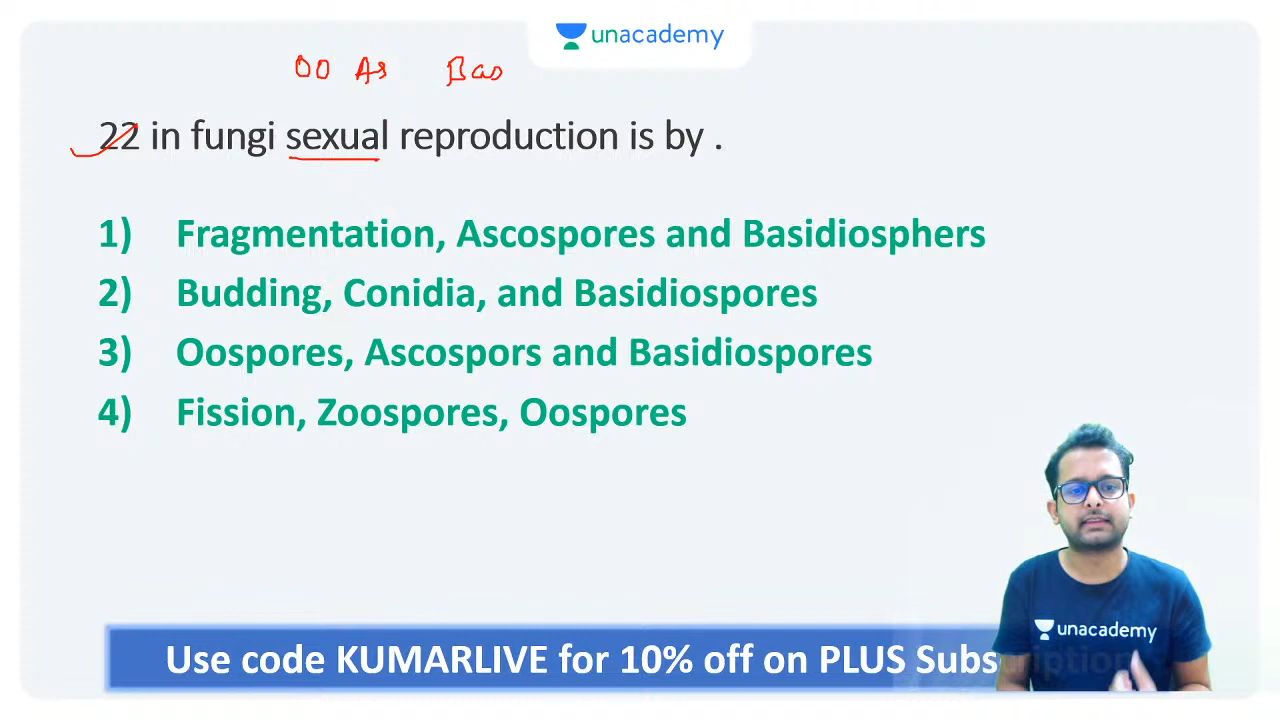 unacademy
OO As Bas
22 in fungi sexual reproduction is by .
1) Fragmentation, Ascospores and Basidiosphers
2) Budding, Conidia, and Basidiospores
3) Oospores, Ascospors and Basidiospores
4) Fission, Zoospores, Oospores
unacademy
Use code KUMARLIVE for 10% off on PLUS Subscription